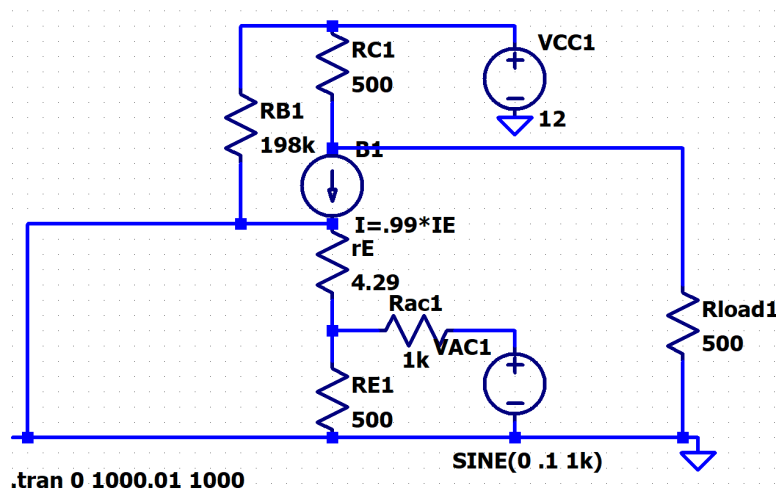 RC1
500
VCC1
12
RB1
198k
B1
I=.99*IE
rE
4.29
Rac1
1k
VAC1
Rload1
500
RE1
500
SINE(0 .1 1k)
.tran 0 1000.01 1000